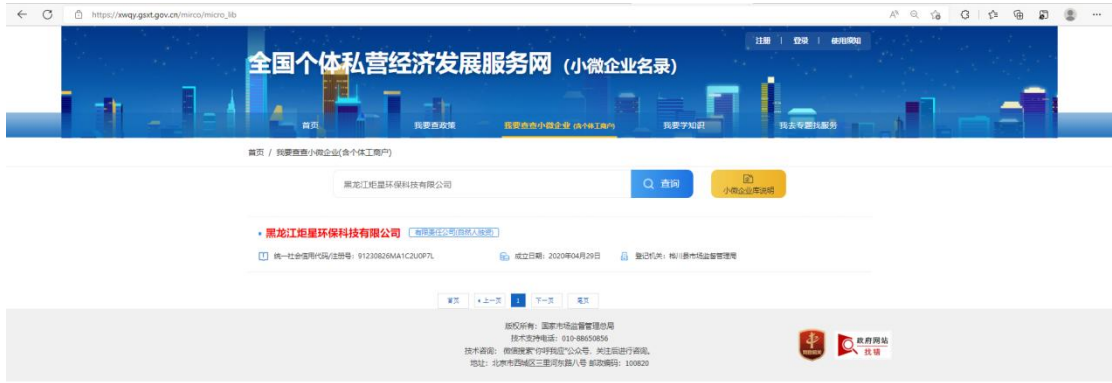 https://xwqy.gsxt.gov.cn/mirco/micro_lib
注册 | 登录 | 使用须知
全国个体私营经济发展服务网 (小微企业名录)
首页 我要查政策 我要查查小微企业 (含个体工商户) 我要学知识 我去专题找服务
首页 / 我要查查小微企业(含个体工商户)
黑龙江炬星环保科技有限公司 查询 小微企业库说明
黑龙江炬星环保科技有限公司 有限责任公司(自然人独资)
统一社会信用代码/注册号: 91230826MA1C2U0P7L 成立日期: 2020年04月29日 登记机关: 桦川县市场监督管理局
首页 上一页 1 下一页 尾页
版权所有: 国家市场监督管理总局
技术支持电话: 010-88650856
技术咨询: 微信搜索"你呼我应"公众号, 关注后进行咨询。
地址: 北京市西城区三里河东路八号 邮政编码: 100820
政府网站
找错